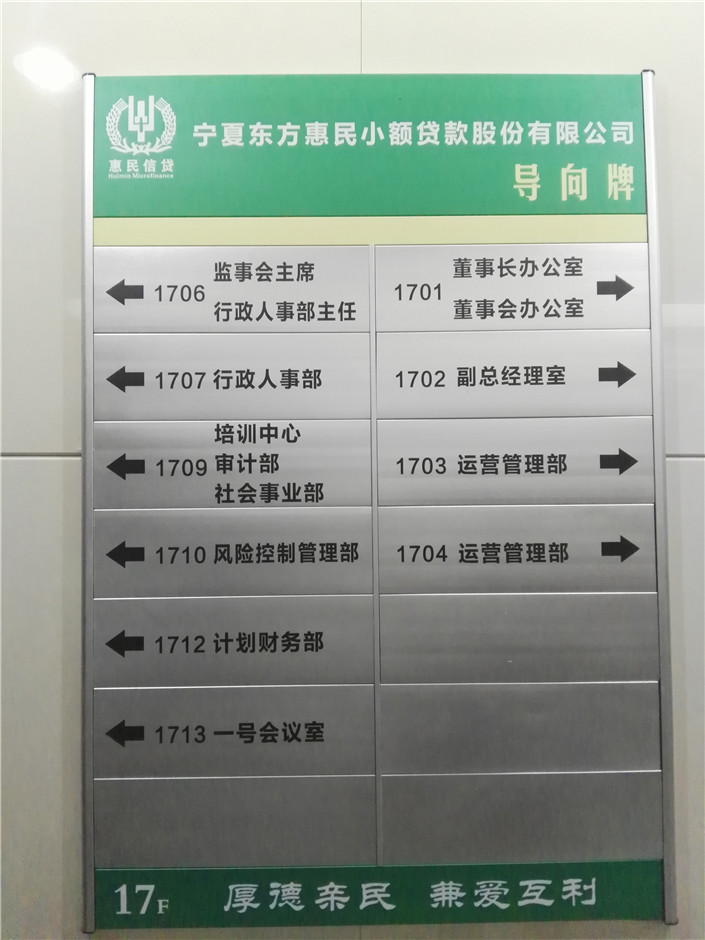 宁夏东方惠民小额贷款股份有限公司
惠民信贷
Huimin Microfinance
导向牌
1706
监事会主席
行政人事部主任
1701
董事长办公室
董事会办公室
1707 行政人事部
1702 副总经理室
1709
培训中心
审计部
社会事业部
1703 运营管理部
1710 风险控制管理部
1704 运营管理部
1712 计划财务部
1713 一号会议室
17F
厚德亲民 兼爱互利